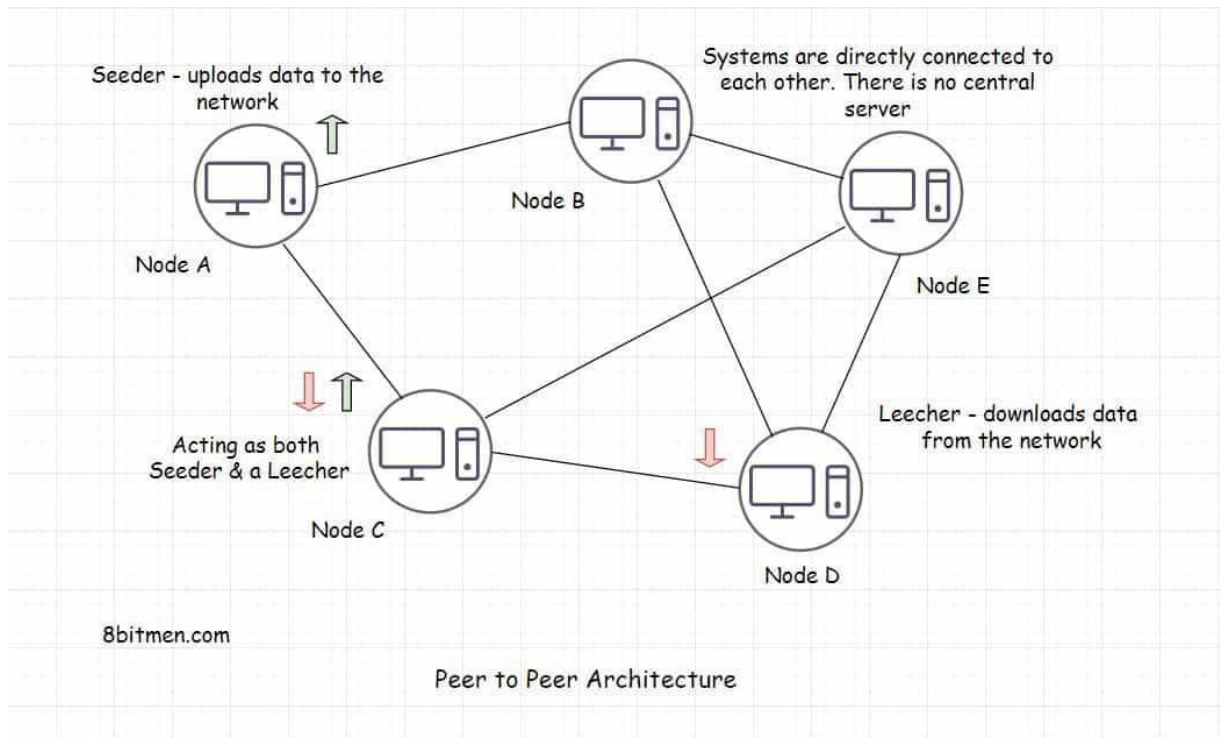 Seeder - uploads data to the
network
Systems are directly connected to
each other. There is no central
server
Node B
Node A
Node E
Leecher - downloads data
from the network
Acting as both
Seeder & a Leecher
Node C
Node D
8bitmen.com
Peer to Peer Architecture